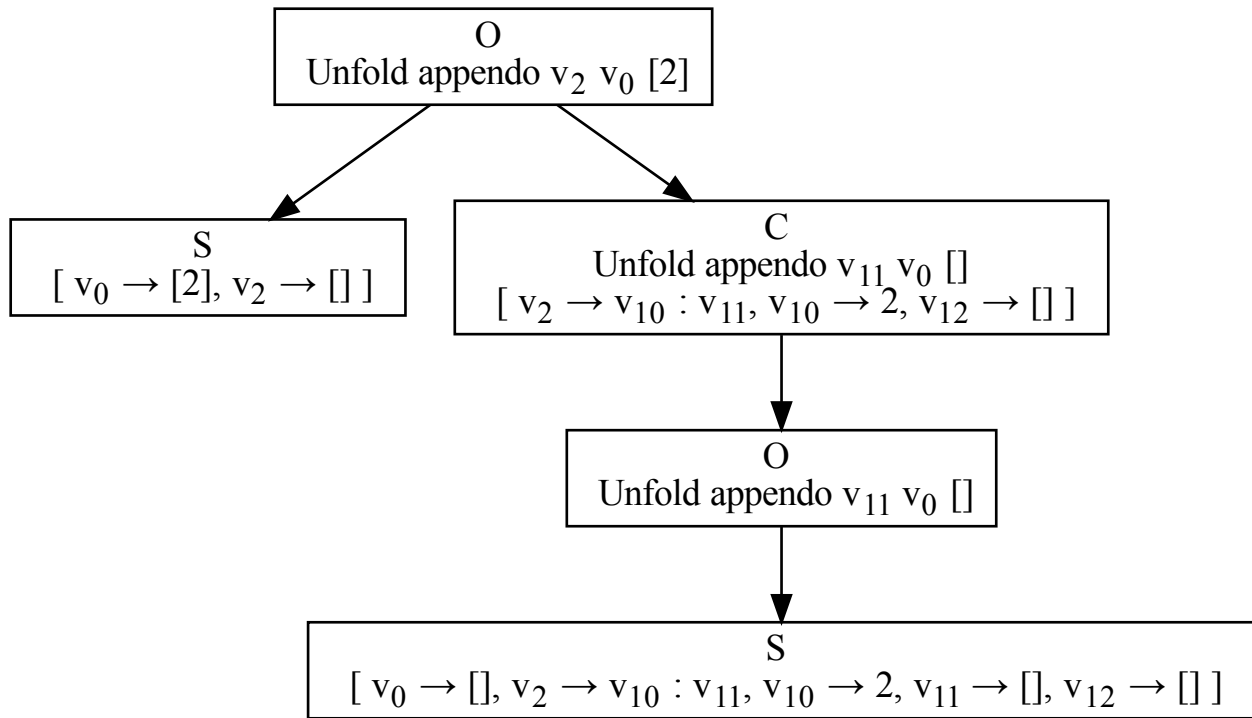 O
Unfold appendo v₂ v₀ [2]
S
[ v₀ → [2], v₂ → [] ]
C
Unfold appendo v₁₁ v₀ []
[ v₂ → v₁₀ : v₁₁, v₁₀ → 2, v₁₂ → [] ]
O
Unfold appendo v₁₁ v₀ []
S
[ v₀ → [], v₂ → v₁₀ : v₁₁, v₁₀ → 2, v₁₁ → [], v₁₂ → [] ]